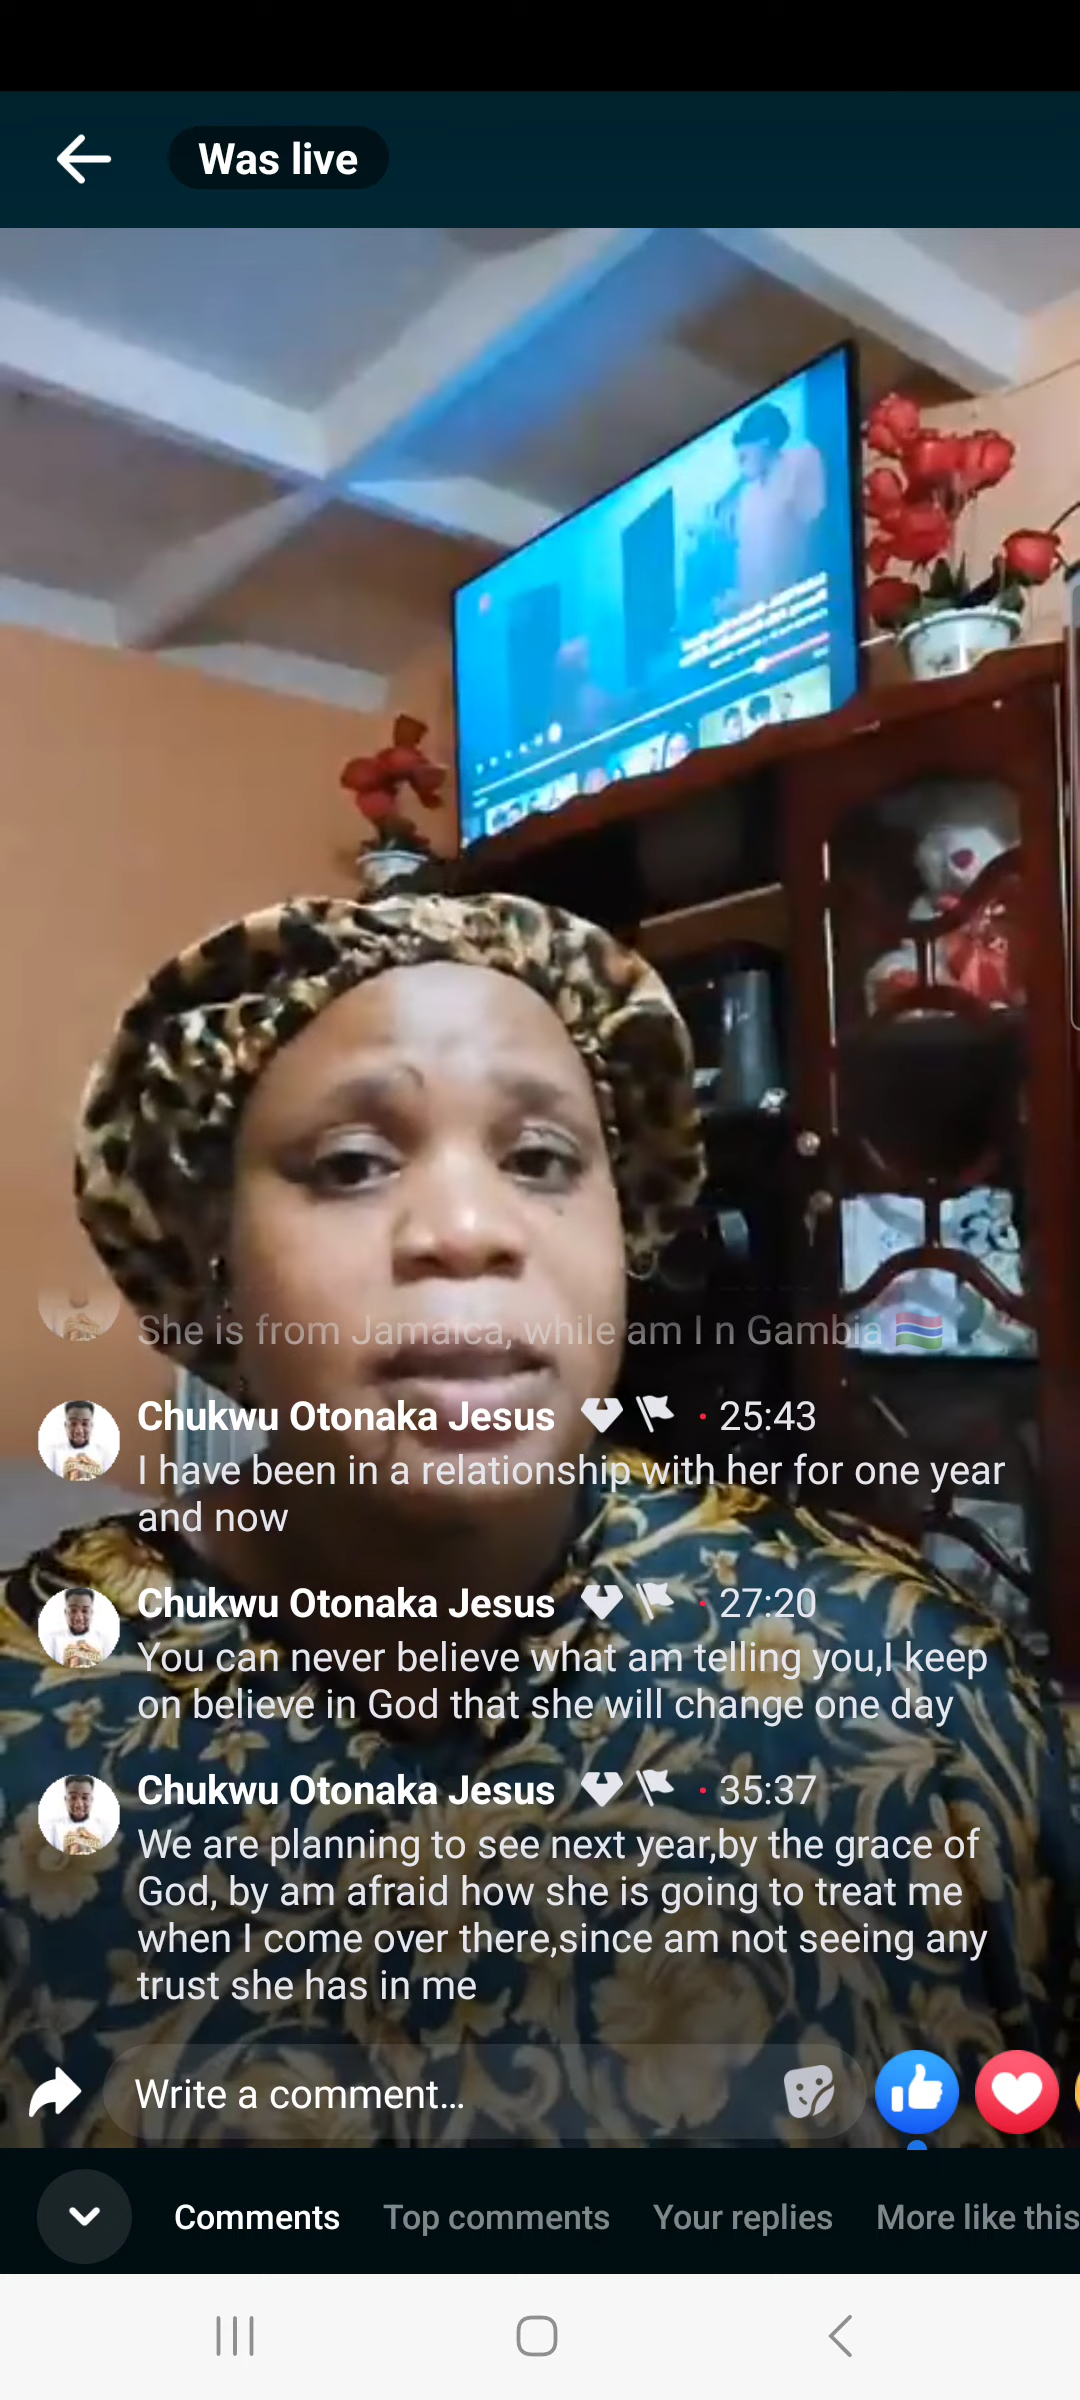 Was live
She is from Jamaica, while am I n Gambia 🇬🇲
Chukwu Otonaka Jesus · 25:43
I have been in a relationship with her for one year
and now
Chukwu Otonaka Jesus · 27:20
You can never believe what am telling you,I keep
on believe in God that she will change one day
Chukwu Otonaka Jesus · 35:37
We are planning to see next year,by the grace of
God, by am afraid how she is going to treat me
when I come over there,since am not seeing any
trust she has in me
Write a comment...
Comments Top comments Your replies More like this